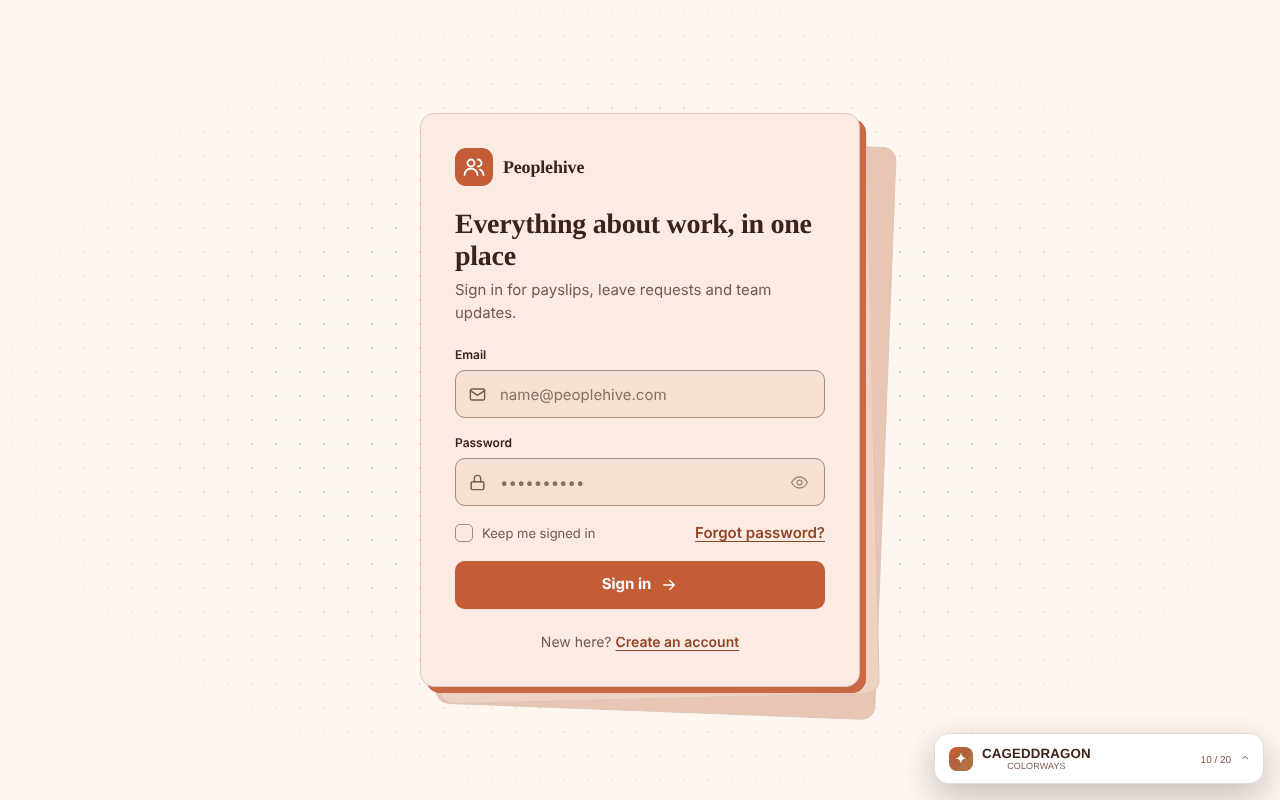 Peoplehive
Everything about work, in one
place
Sign in for payslips, leave requests and team
updates.
Email
name@peoplehive.com
Password
••••••••••
Keep me signed in
Forgot password?
Sign in →
New here? Create an account
CAGEDDRAGON
COLORWAYS
10 / 20